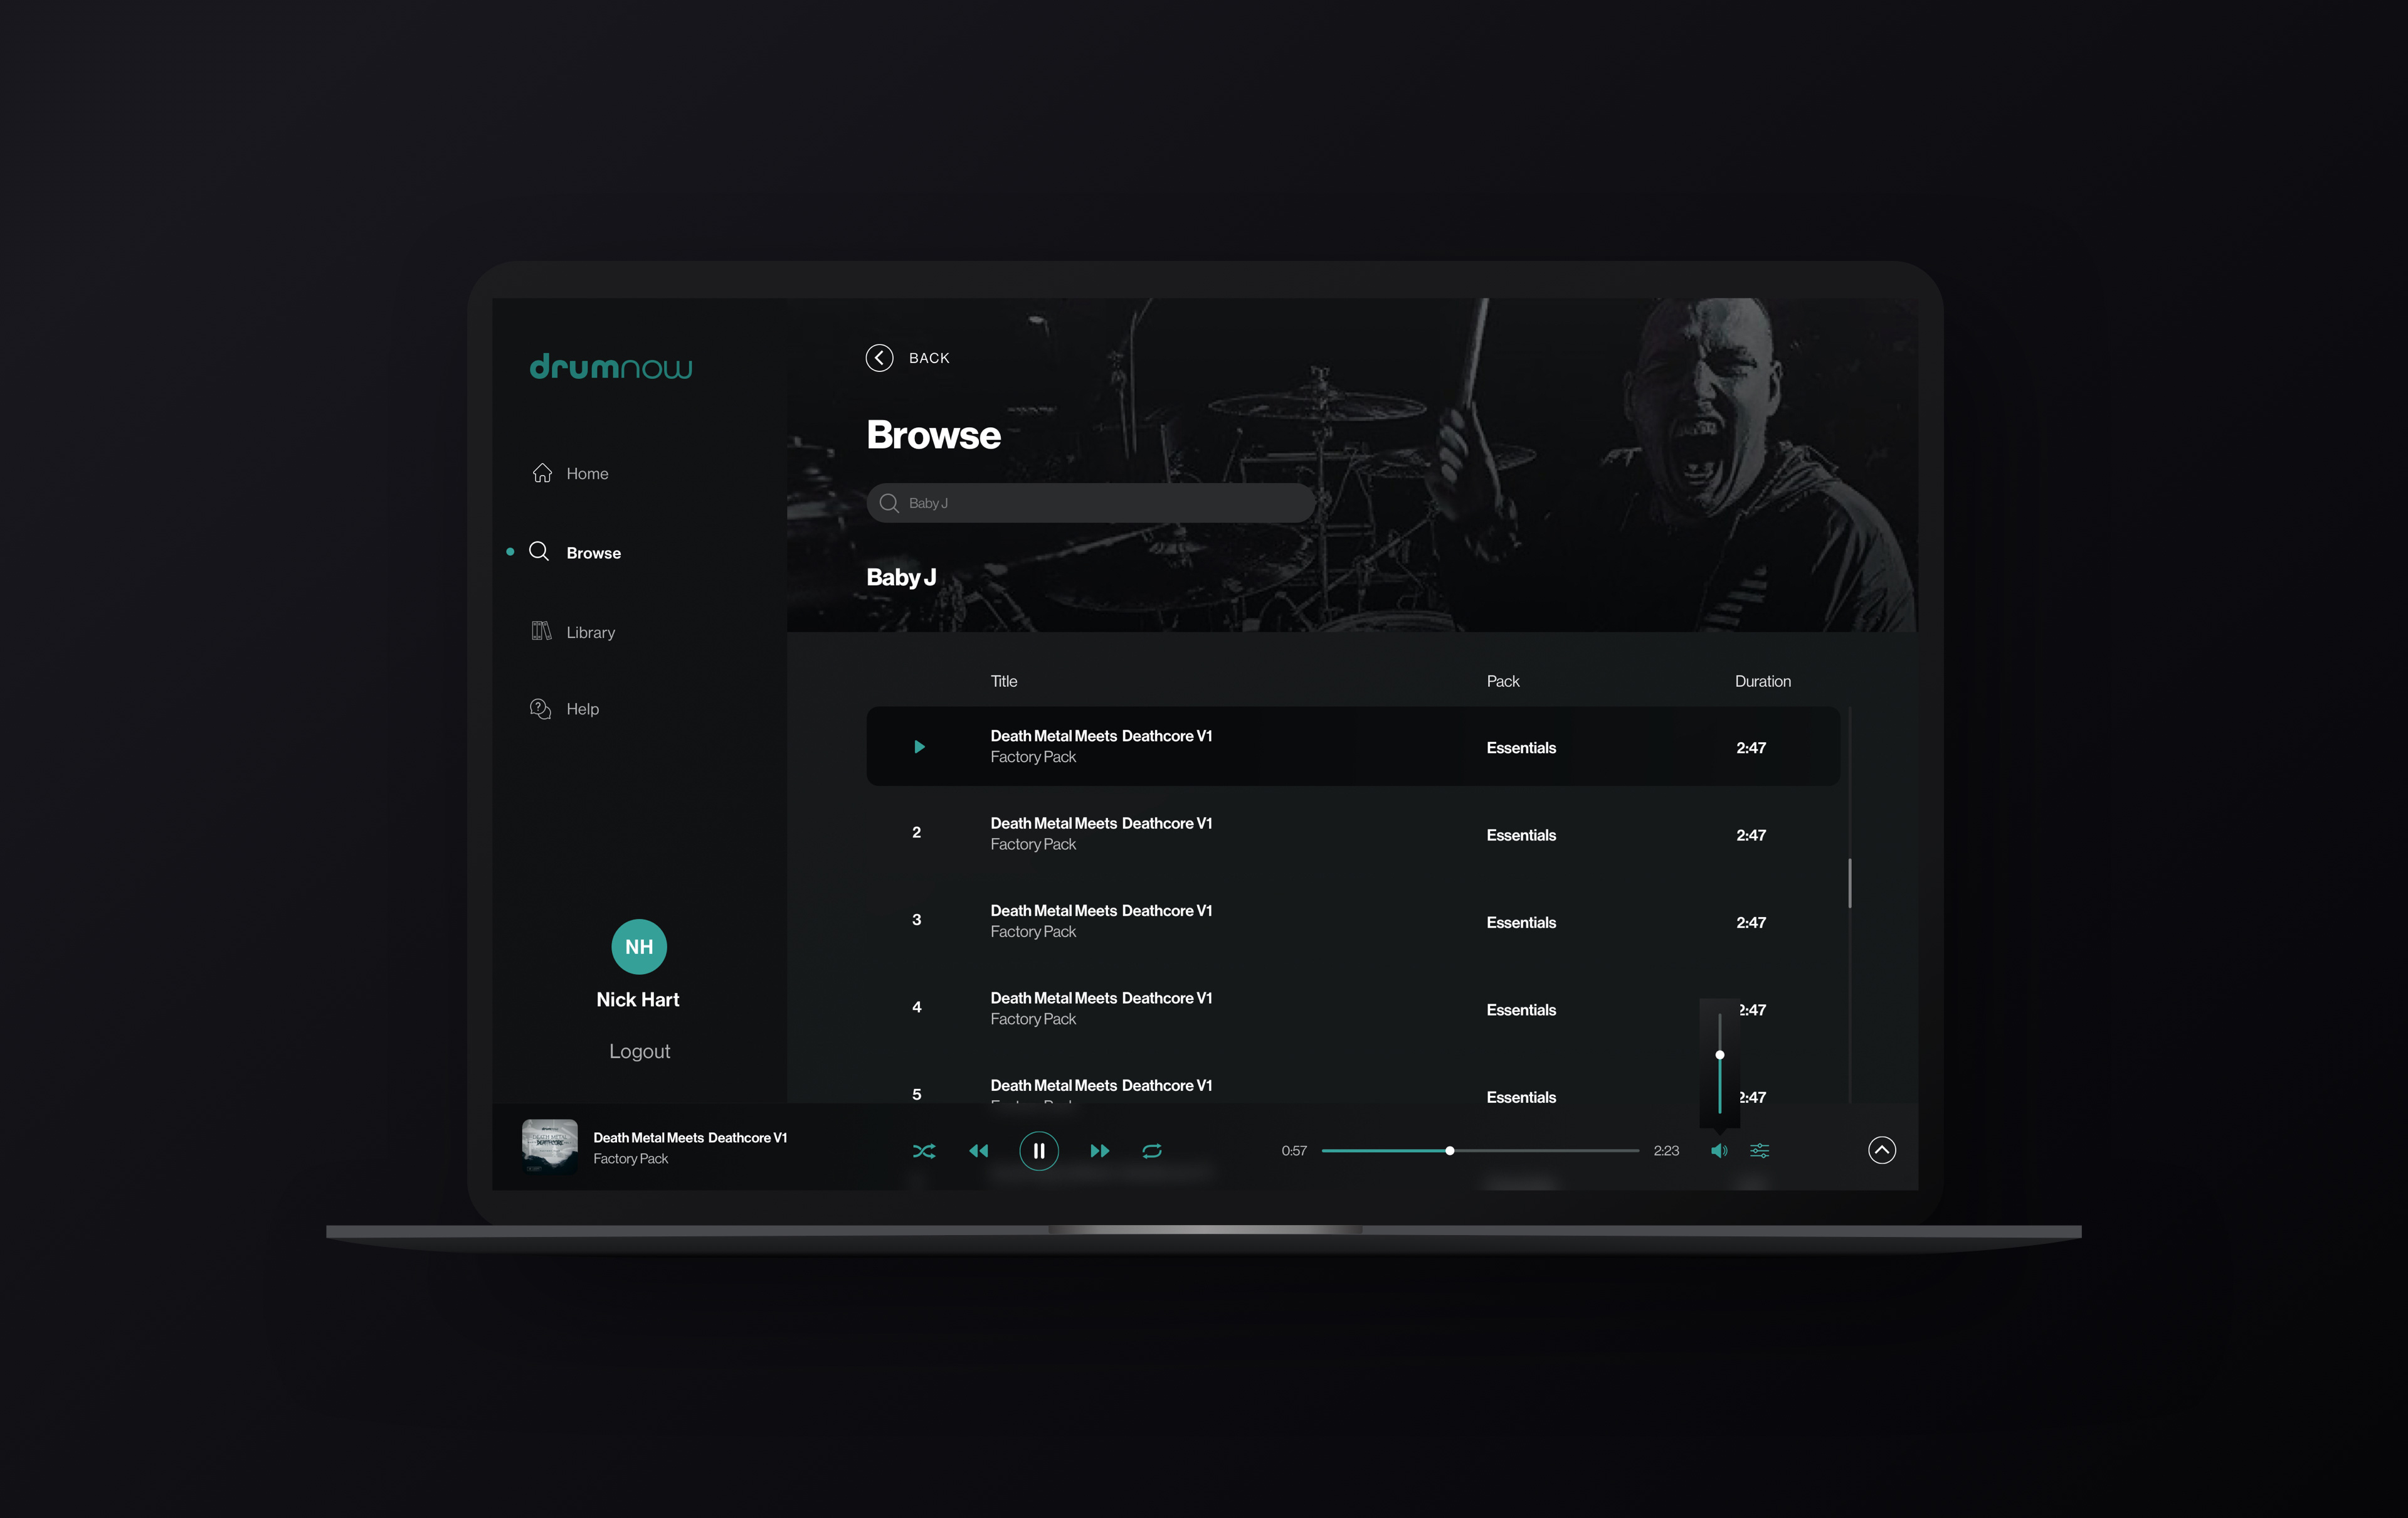 drumnow
Home
Browse
Library
Help
NH
Nick Hart
Logout
BACK
Browse
Baby J
Baby J
Title Pack Duration
Death Metal Meets Deathcore V1
Factory Pack
Essentials
2:47
2
Death Metal Meets Deathcore V1
Factory Pack
Essentials
2:47
3
Death Metal Meets Deathcore V1
Factory Pack
Essentials
2:47
4
Death Metal Meets Deathcore V1
Factory Pack
Essentials
2:47
5
Death Metal Meets Deathcore V1
Essentials
2:47
DEATH METAL
DEATHCORE
Death Metal Meets Deathcore V1
Factory Pack
0:57
2:23